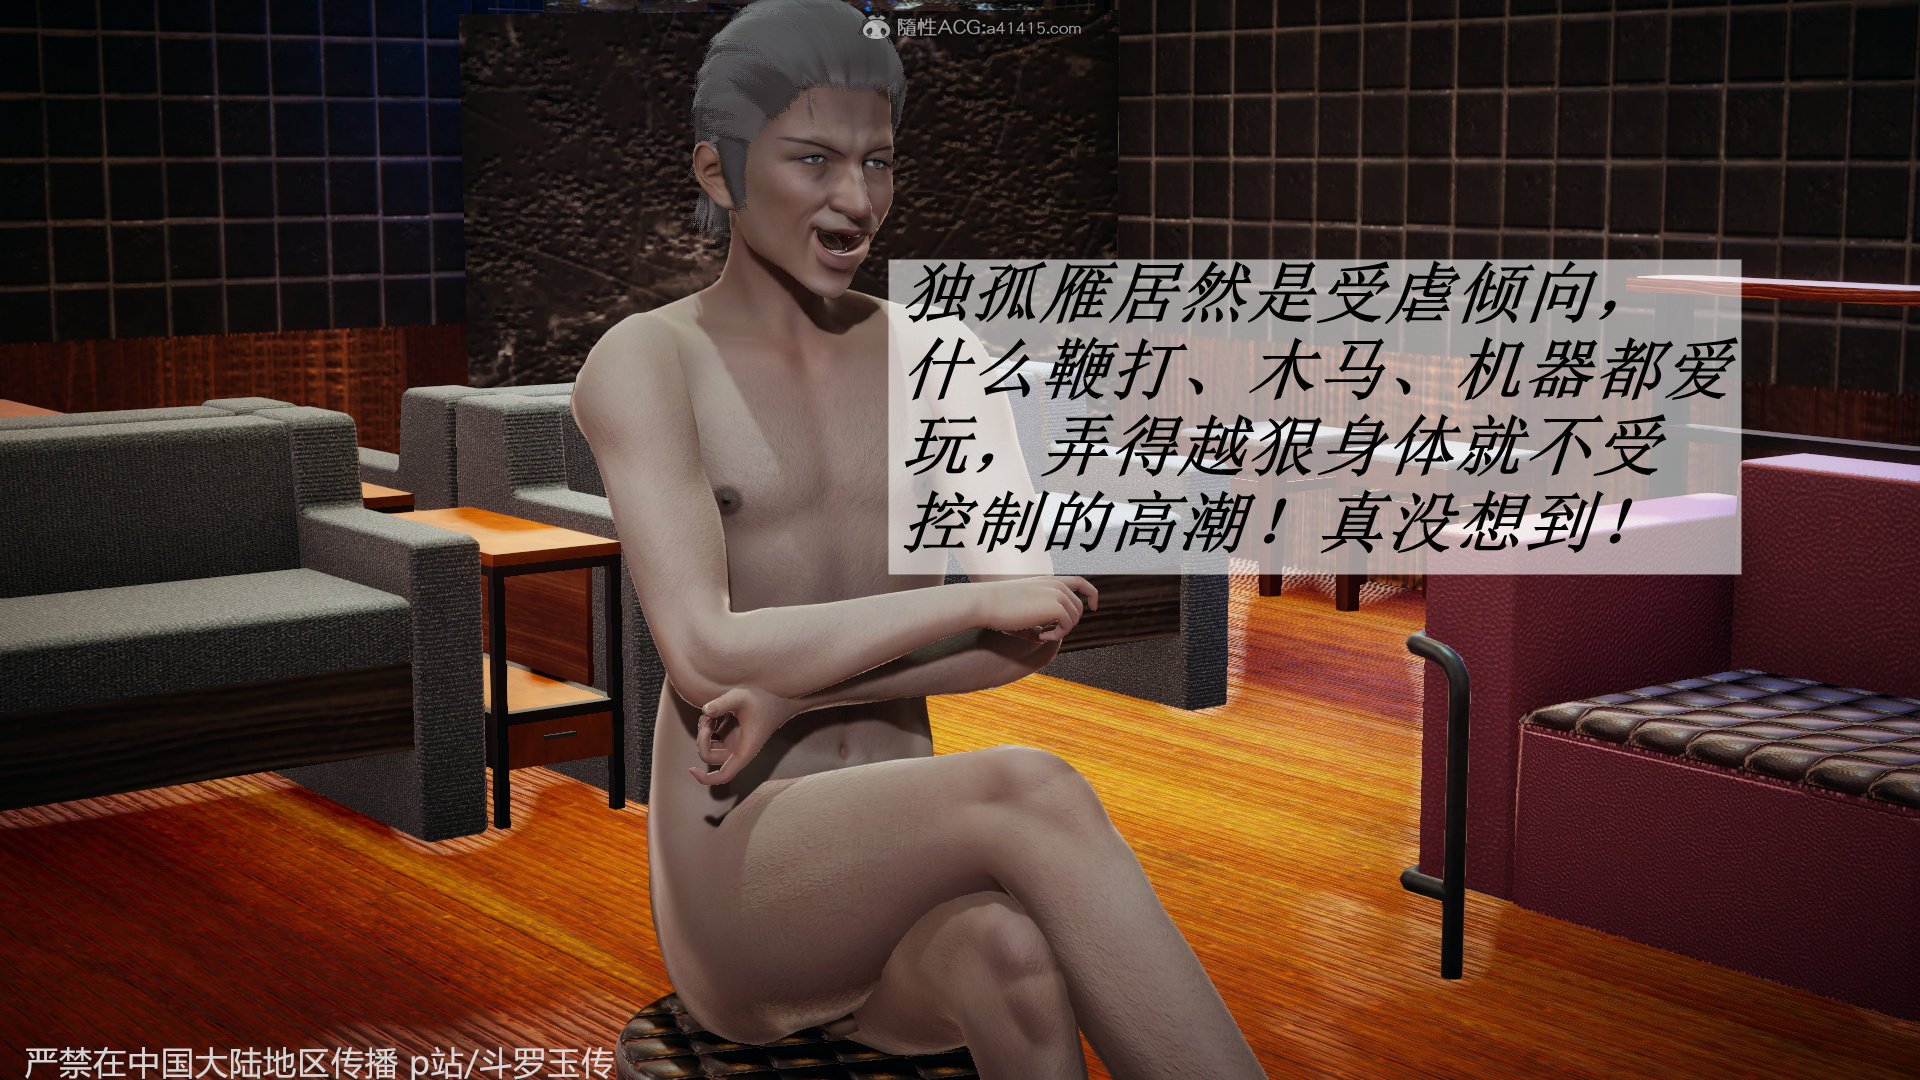 隨性ACG:a41415.com
独孤雁居然是受虐倾向，
什么鞭打、木马、机器都爱
玩，弄得越狠身体就不受
控制的高潮！真没想到！
严禁在中国大陆地区传播 p站/斗罗玉传